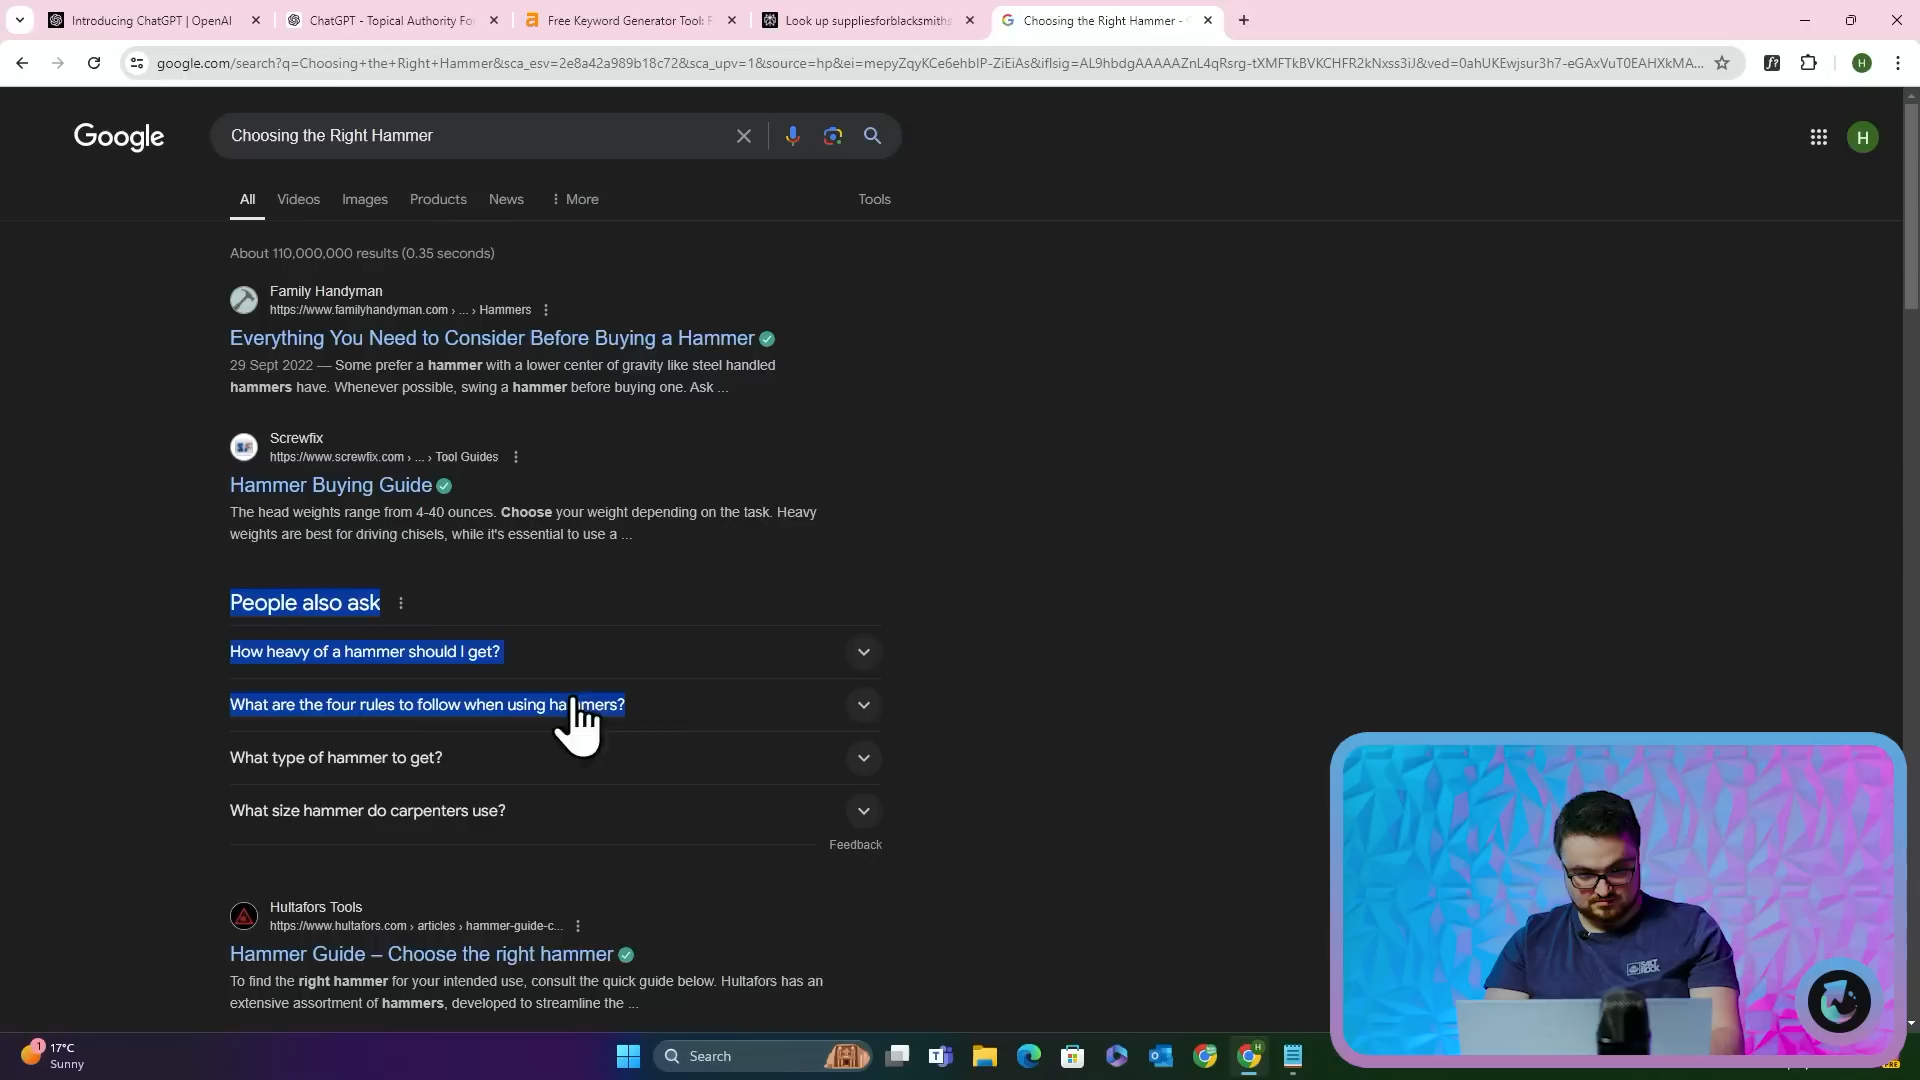 Introducing ChatGPT | OpenAI
ChatGPT - Topical Authority Fo
Free Keyword Generator Tool: F
Look up suppliesforblacksmiths
Choosing the Right Hammer - G
google.com/search?q=Choosing+the+Right+Hammer&sca_esv=2e8a42a989b18c72&sca_upv=1&source=hp&ei=mepyZqyKCe6ehbIP-ZiEiAs&iflsig=AL9hbdgAAAAAZnL4qRsrg-tXMFTkBVKCHFR2kNxss3iJ&ved=0ahUKEwjsur3h7-eGAxVuT0EAHXkMA...
H
Google
Choosing the Right Hammer
H
All
Videos
Images
Products
News
More
Tools
About 110,000,000 results (0.35 seconds)
Family Handyman
https://www.familyhandyman.com › ... › Hammers
Everything You Need to Consider Before Buying a Hammer
29 Sept 2022 — Some prefer a hammer with a lower center of gravity like steel handled
hammers have. Whenever possible, swing a hammer before buying one. Ask ...
Screwfix
https://www.screwfix.com › ... › Tool Guides
Hammer Buying Guide
The head weights range from 4-40 ounces. Choose your weight depending on the task. Heavy
weights are best for driving chisels, while it's essential to use a ...
People also ask
How heavy of a hammer should I get?
What are the four rules to follow when using hammers?
What type of hammer to get?
What size hammer do carpenters use?
Feedback
Hultafors Tools
https://www.hultafors.com › articles › hammer-guide-c...
Hammer Guide – Choose the right hammer
To find the right hammer for your intended use, consult the quick guide below. Hultafors has an
extensive assortment of hammers, developed to streamline the ...
SALT
ROCK
1
17°C
Sunny
Search
PRE